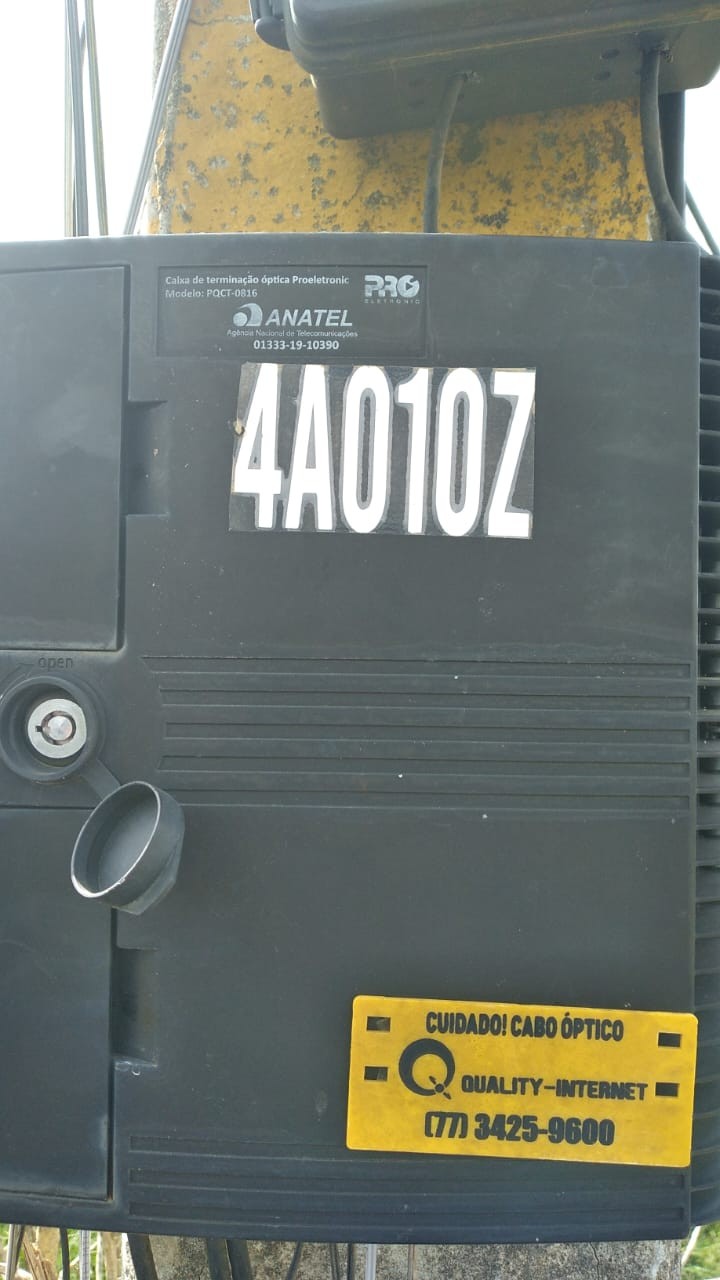 Caixa de terminação óptica Proeletronic
Modelo: PQCT-0816
PRO
ELETRONIC
ANATEL
Agência Nacional de Telecomunicações
01333-19-10390
4A010Z
open
CUIDADO! CABO ÓPTICO
QUALITY-INTERNET
(77) 3425-9600